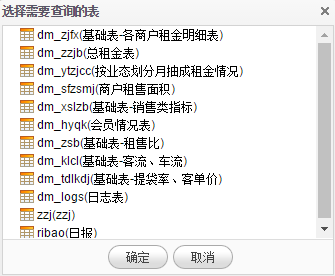 选择需要查询的表
dm_zjfx(基础表-各商户租金明细表)
dm_zzjb(总租金表)
dm_ytzjcc(按业态划分月抽成租金情况)
dm_sfzsmj(商户租售面积)
dm_xslzb(基础表-销售类指标)
dm_hyqk(会员情况表)
dm_zsb(基础表-租售比)
dm_klcl(基础表-客流、车流)
dm_tdlkdj(基础表-提袋率、客单价)
dm_logs(日志表)
zzj(zzj)
ribao(日报)
确定 取消